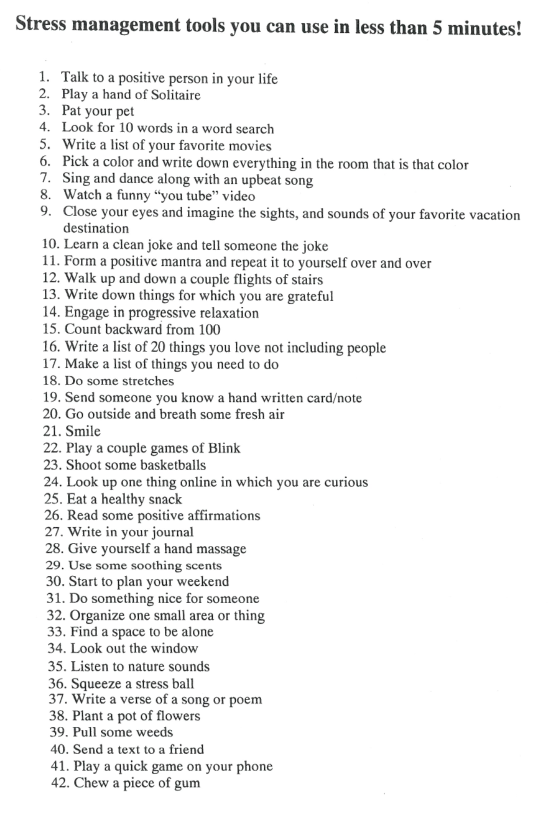 Stress management tools you can use in less than 5 minutes!
1. Talk to a positive person in your life
2. Play a hand of Solitaire
3. Pat your pet
4. Look for 10 words in a word search
5. Write a list of your favorite movies
6. Pick a color and write down everything in the room that is that color
7. Sing and dance along with an upbeat song
8. Watch a funny “you tube” video
9. Close your eyes and imagine the sights, and sounds of your favorite vacation
destination
10. Learn a clean joke and tell someone the joke
11. Form a positive mantra and repeat it to yourself over and over
12. Walk up and down a couple flights of stairs
13. Write down things for which you are grateful
14. Engage in progressive relaxation
15. Count backward from 100
16. Write a list of 20 things you love not including people
17. Make a list of things you need to do
18. Do some stretches
19. Send someone you know a hand written card/note
20. Go outside and breath some fresh air
21. Smile
22. Play a couple games of Blink
23. Shoot some basketballs
24. Look up one thing online in which you are curious
25. Eat a healthy snack
26. Read some positive affirmations
27. Write in your journal
28. Give yourself a hand massage
29. Use some soothing scents
30. Start to plan your weekend
31. Do something nice for someone
32. Organize one small area or thing
33. Find a space to be alone
34. Look out the window
35. Listen to nature sounds
36. Squeeze a stress ball
37. Write a verse of a song or poem
38. Plant a pot of flowers
39. Pull some weeds
40. Send a text to a friend
41. Play a quick game on your phone
42. Chew a piece of gum